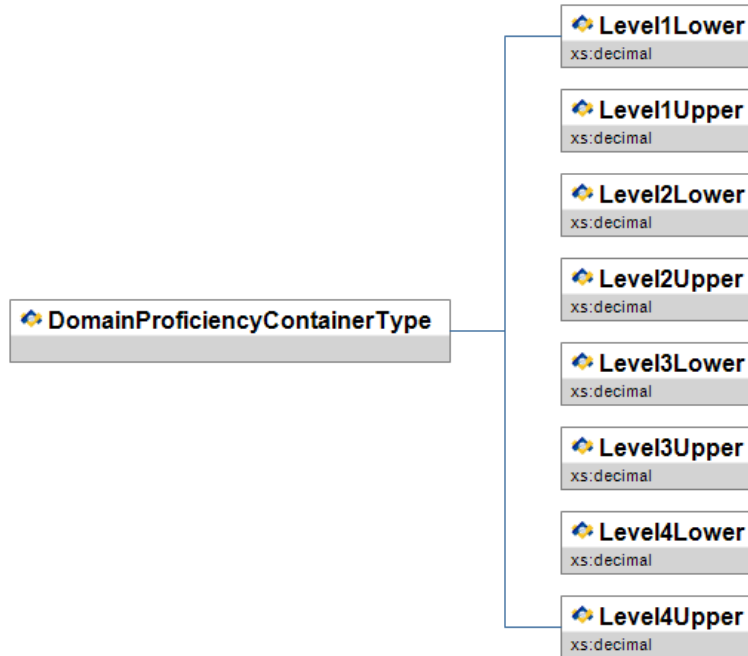 Level1Lower
xs:decimal
Level1Upper
xs:decimal
Level2Lower
xs:decimal
Level2Upper
xs:decimal
DomainProficiencyContainerType
Level3Lower
xs:decimal
Level3Upper
xs:decimal
Level4Lower
xs:decimal
Level4Upper
xs:decimal